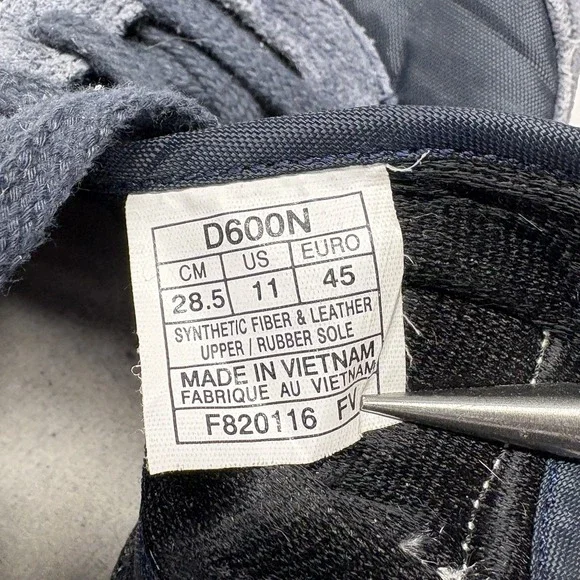 D600N
CM US EURO
28.5 11 45
SYNTHETIC FIBER & LEATHER
UPPER / RUBBER SOLE
MADE IN VIETNAM
FABRIQUE AU VIETNAM
F820116 FV